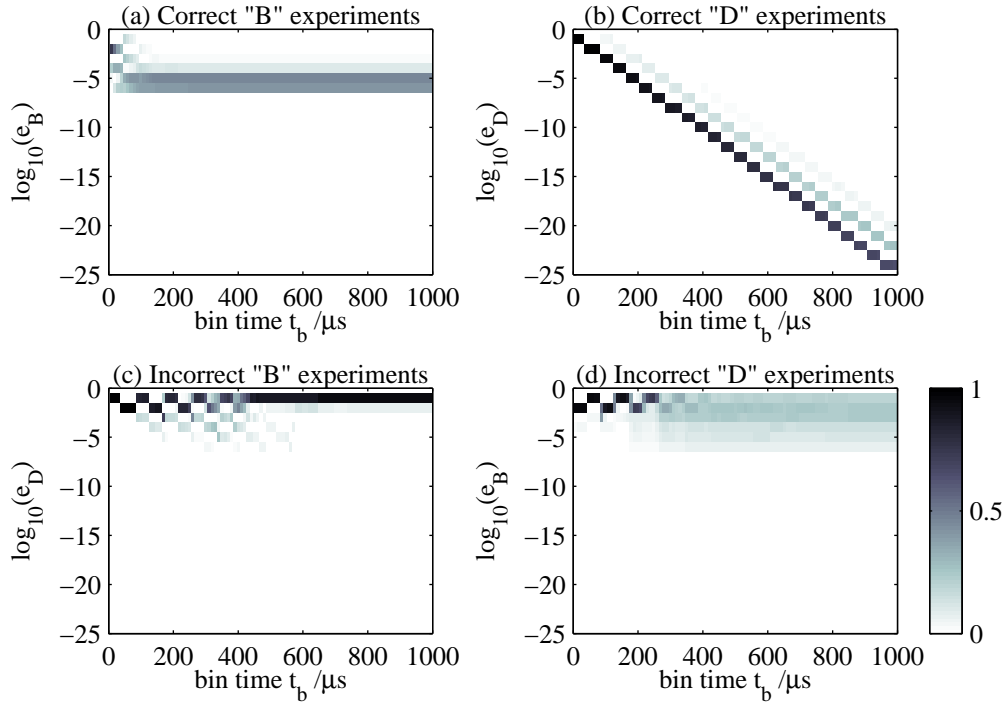 (a) Correct "B" experiments
(b) Correct "D" experiments
log10(eB)
0
−5
−10
−15
−20
−25
0 200 400 600 800 1000
bin time t_b /μs
log10(eD)
0
−5
−10
−15
−20
−25
0 200 400 600 800 1000
bin time t_b /μs
(c) Incorrect "B" experiments
(d) Incorrect "D" experiments
log10(eD)
0
−5
−10
−15
−20
−25
0 200 400 600 800 1000
bin time t_b /μs
log10(eB)
0
−5
−10
−15
−20
−25
0 200 400 600 800 1000
bin time t_b /μs
1
0.5
0